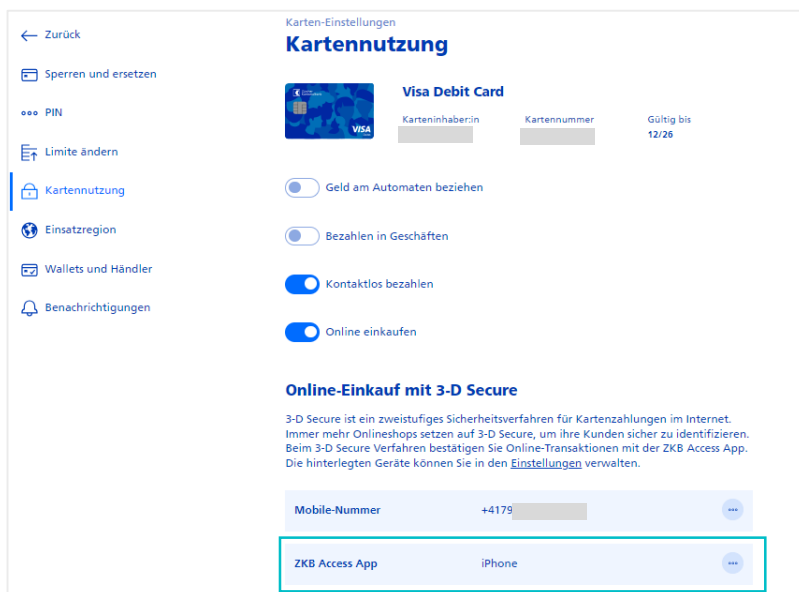 Zurück
Sperren und ersetzen
PIN
Limite ändern
Kartennutzung
Einsatzregion
Wallets und Händler
Benachrichtigungen
Karten-Einstellungen
Kartennutzung
VISA
Visa Debit Card
Karteninhaber:in Kartennummer Gültig bis
12/26
Geld am Automaten beziehen
Bezahlen in Geschäften
Kontaktlos bezahlen
Online einkaufen
Online-Einkauf mit 3-D Secure
3-D Secure ist ein zweistufiges Sicherheitsverfahren für Kartenzahlungen im Internet.
Immer mehr Onlineshops setzen auf 3-D Secure, um ihre Kunden sicher zu identifizieren.
Beim 3-D Secure Verfahren bestätigen Sie Online-Transaktionen mit der ZKB Access App.
Die hinterlegten Geräte können Sie in den Einstellungen verwalten.
Mobile-Nummer +4179
ZKB Access App iPhone